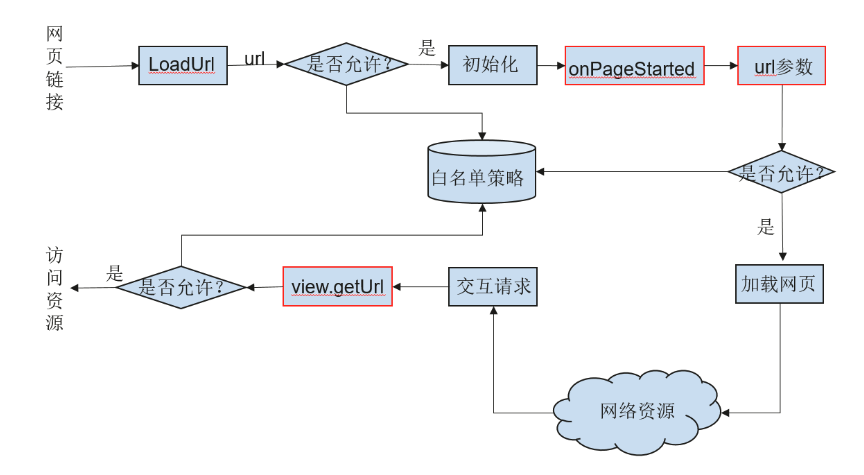 网页链接
LoadUrl
url
是否允许?
是
初始化
onPageStarted
url参数
白名单策略
是否允许?
是
访问资源
是
是否允许?
view.getUrl
交互请求
加载网页
网络资源